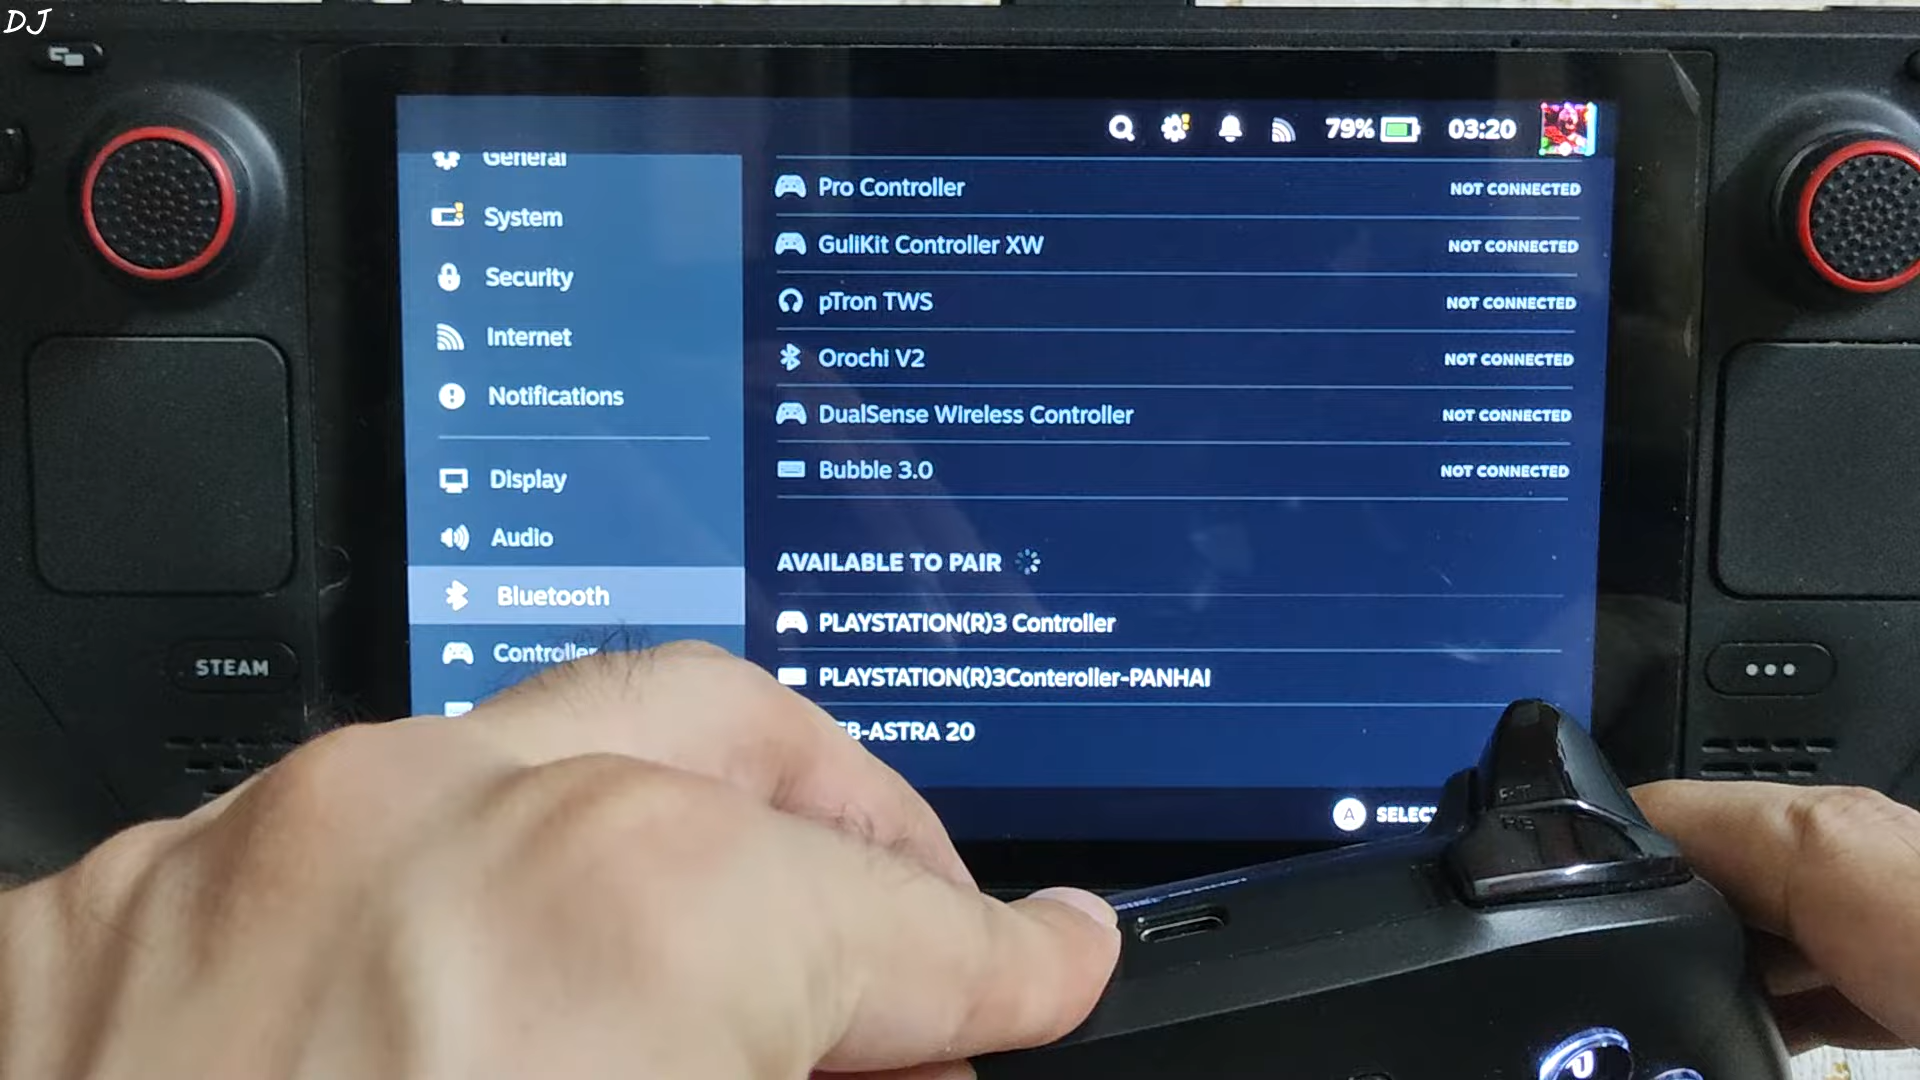 DJ
79% 03:20
General
System
Security
Internet
Notifications
Display
Audio
Bluetooth
Controller
Pro Controller NOT CONNECTED
GuliKit Controller XW NOT CONNECTED
pTron TWS NOT CONNECTED
Orochi V2 NOT CONNECTED
DualSense Wireless Controller NOT CONNECTED
Bubble 3.0 NOT CONNECTED
AVAILABLE TO PAIR
PLAYSTATION(R)3 Controller
PLAYSTATION(R)3Conteroller-PANHAI
EB-ASTRA 20
A SELECT
STEAM